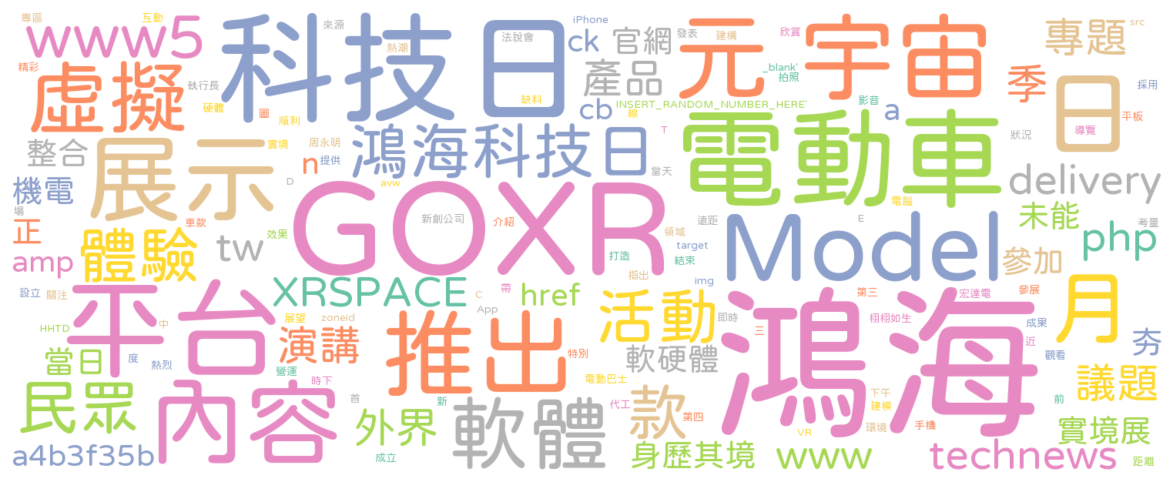 專區
互動
來源
iPhone
src
www5
科技日
法說會
ck
官網
發表
建構
欣賞
元宇宙
專題
熱潮
精彩
虛擬
執行長
產品
_blank'
拍照
季
日
採用
硬體
圖
缺料
cb
線
INSERT_RANDOM_NUMBER_HERE'
影音
a
平板
順利
T
導覽
整合
展示
實境
周永明
提供
n
鴻海科技日
當天
電動車
狀況
機電
D
avw
GOXR
delivery
場
車款
新創公司
介紹
遠距
電腦
未能
考量
正
體驗
tw
效果
領域
target
E
Model
php
amp
打造
結束
參加
設立
關注
平台
XRSPACE
指出
img
C
帶
href
第三
宏達電
參展
月
HHTD
中
展望
zoneid
App
推出
活動
即時
三
鴻海
栩栩如生
成果
近
夯
當日
度
熱烈
演講
特別
軟硬體
觀看
營運
電動巴士
議題
民眾
內容
時下
首
外界
新
軟體
代工
款
第四
下午
建模
前
環境
手機
實境展
VR
a4b3f35b
成立
身歷其境
www
technews
距離